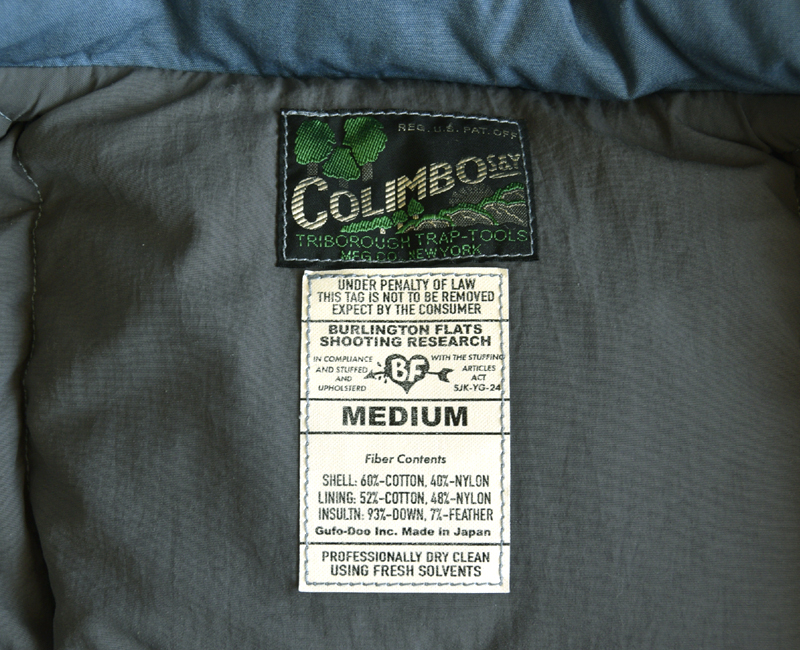 REG. U.S. PAT. OFF
COLIMBO
TRIBOROUGH TRAP-TOOLS
MFG.CO. NEW YORK
UNDER PENALTY OF LAW
THIS TAG IS NOT TO BE REMOVED
EXPECT BY THE CONSUMER
BURLINGTON FLATS
SHOOTING RESEARCH
IN COMPLIANCE
AND STUFFED
AND
UPHOLSTERD
BF
WITH THE STUFFING
ARTICLES
ACT
SJK-YG-24
MEDIUM
Fiber Contents
SHELL: 60%-COTTON, 40%-NYLON
LINING: 52%-COTTON, 48%-NYLON
INSULTN: 93%-DOWN, 7%-FEATHER
Gufo-Doo Inc. Made in Japan
PROFESSIONALLY DRY CLEAN
USING FRESH SOLVENTS